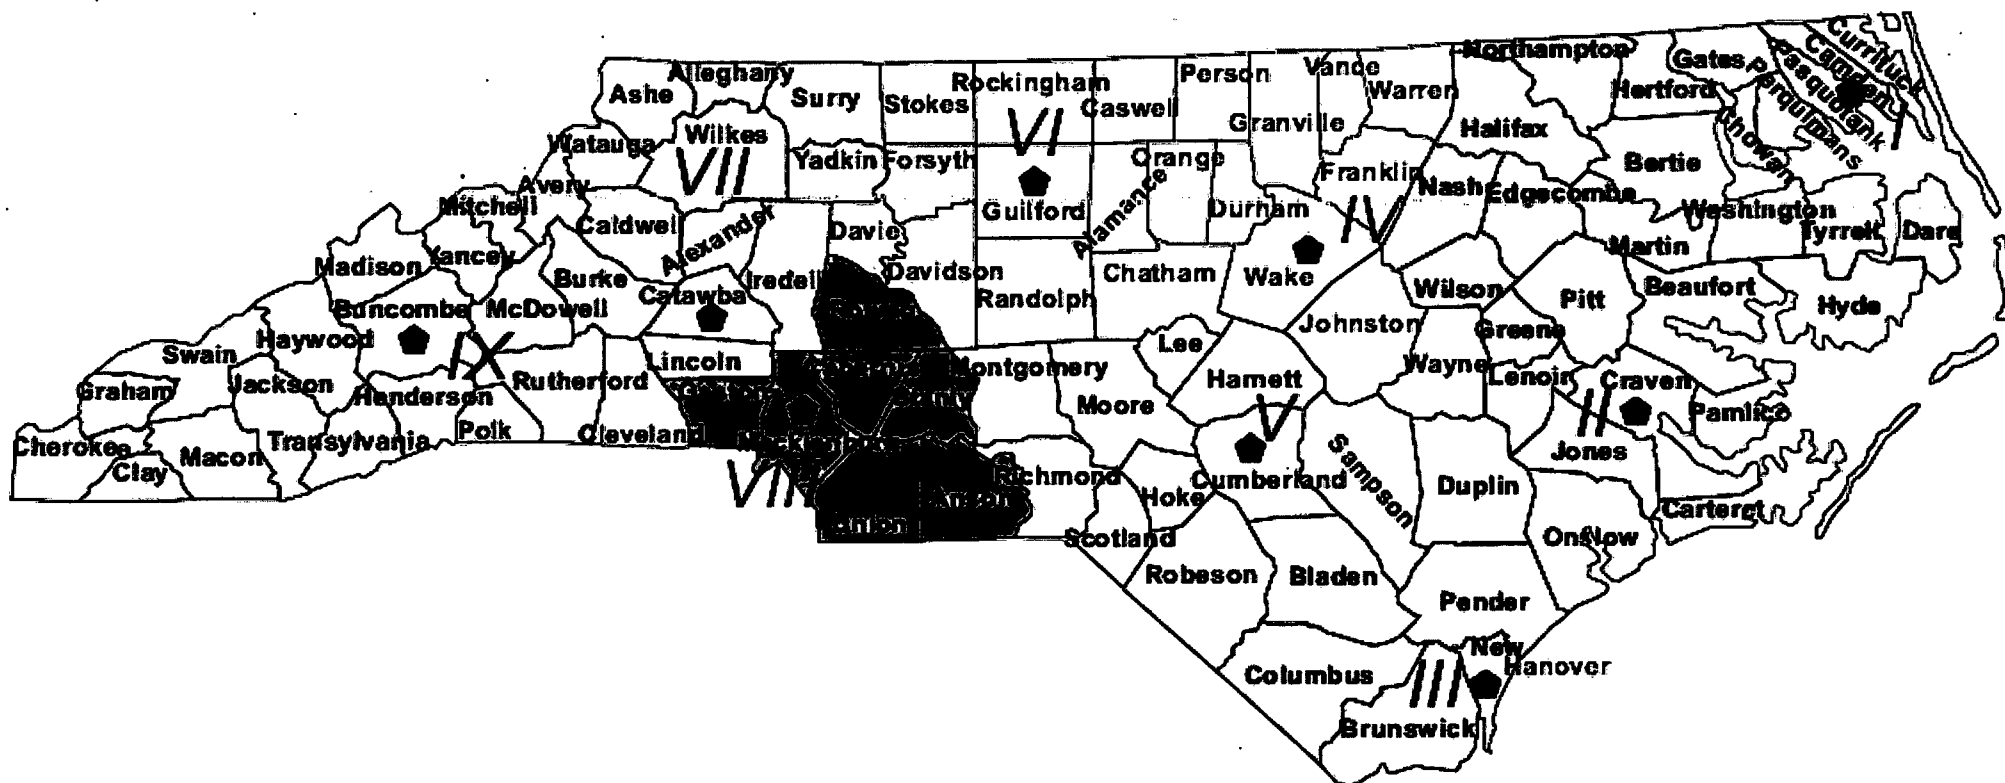 Currituck
Camden
Pasquotank
Perquimans
Chowan
I
Gates
Northampton
Hertford
Alleghany
Ashe
Surry
Stokes
Rockingham
Caswell
Person
Vance
Granville
Warren
Halifax
Bertie
Watauga
Wilkes
VII
Yadkin
Forsyth
VI
Guilford
Alamance
Orange
Durham
Franklin
IV
Nash
Edgecombe
Martin
Washington
Tyrrell
Dare
Avery
Mitchell
Caldwel
Alexander
Iredell
Davie
Davidson
Randolph
Chatham
Wake
Wilson
Pitt
Beaufort
Hyde
Madison
Yancey
Burke
Catawba
Buncombe
McDowell
Johnston
Greene
Haywood
IX
Swain
Graham
Jackson
Henderson
Rutherford
Lincoln
Montgomery
Lee
Moore
Harnett
Wayne
Lenoir
Craven
II
Pamlico
Jones
Cherokee
Clay
Macon
Transylvania
Polk
Cleveland
Stanly
VIII
Union
Anson
Richmond
Hoke
Scotland
V
Cumberland
Sampson
Duplin
Onslow
Carteret
Robeson
Bladen
Pender
New
Hanover
Columbus
III
Brunswick